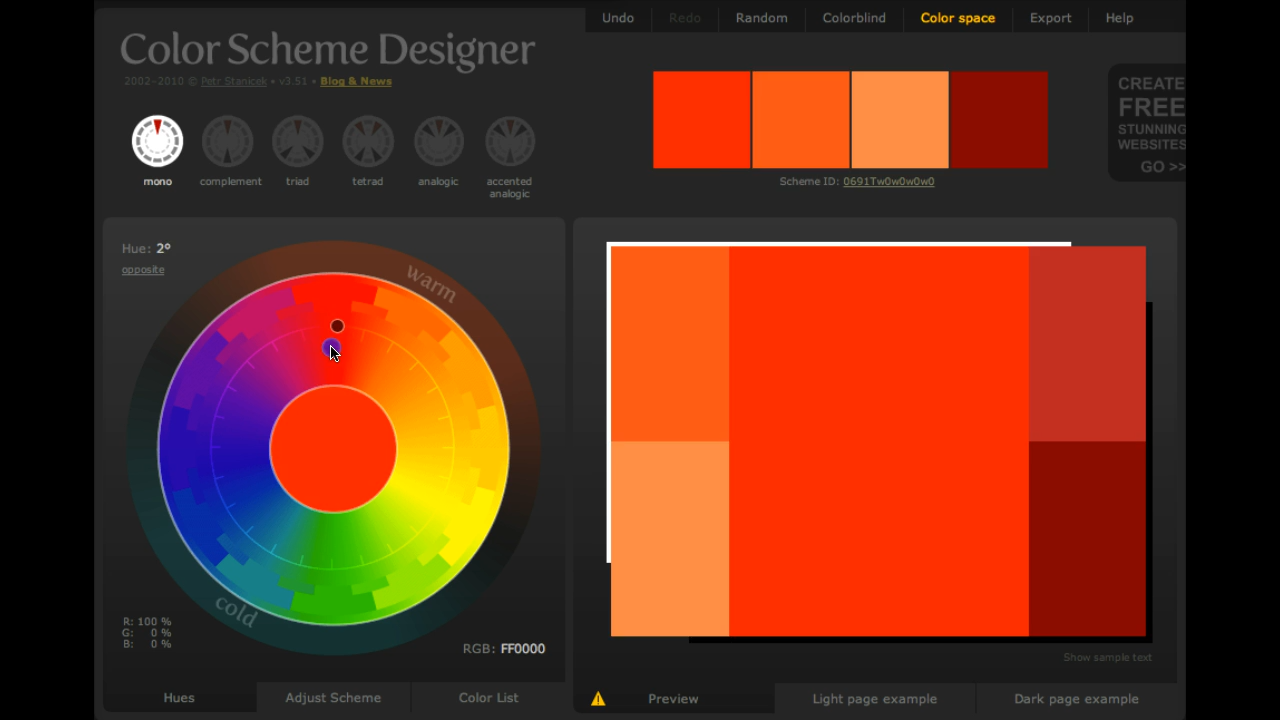 Undo
Redo
Random
Colorblind
Color space
Export
Help
Color Scheme Designer
2002–2010 © Petr Stanicek • v3.51 • Blog & News
mono
complement
triad
tetrad
analogic
accented
analogic
Scheme ID: 0691Tw0w0w0w0
CREATE
FREE
STUNNING
WEBSITES
GO >>
Hue: 2°
opposite
warm
cold
R: 100 %
G: 0 %
B: 0 %
RGB: FF0000
Show sample text
Hues
Adjust Scheme
Color List
Preview
Light page example
Dark page example